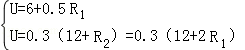 U=6+0.5 R₁
U=0.3（12+ R₂）=0.3（12+2 R₁）